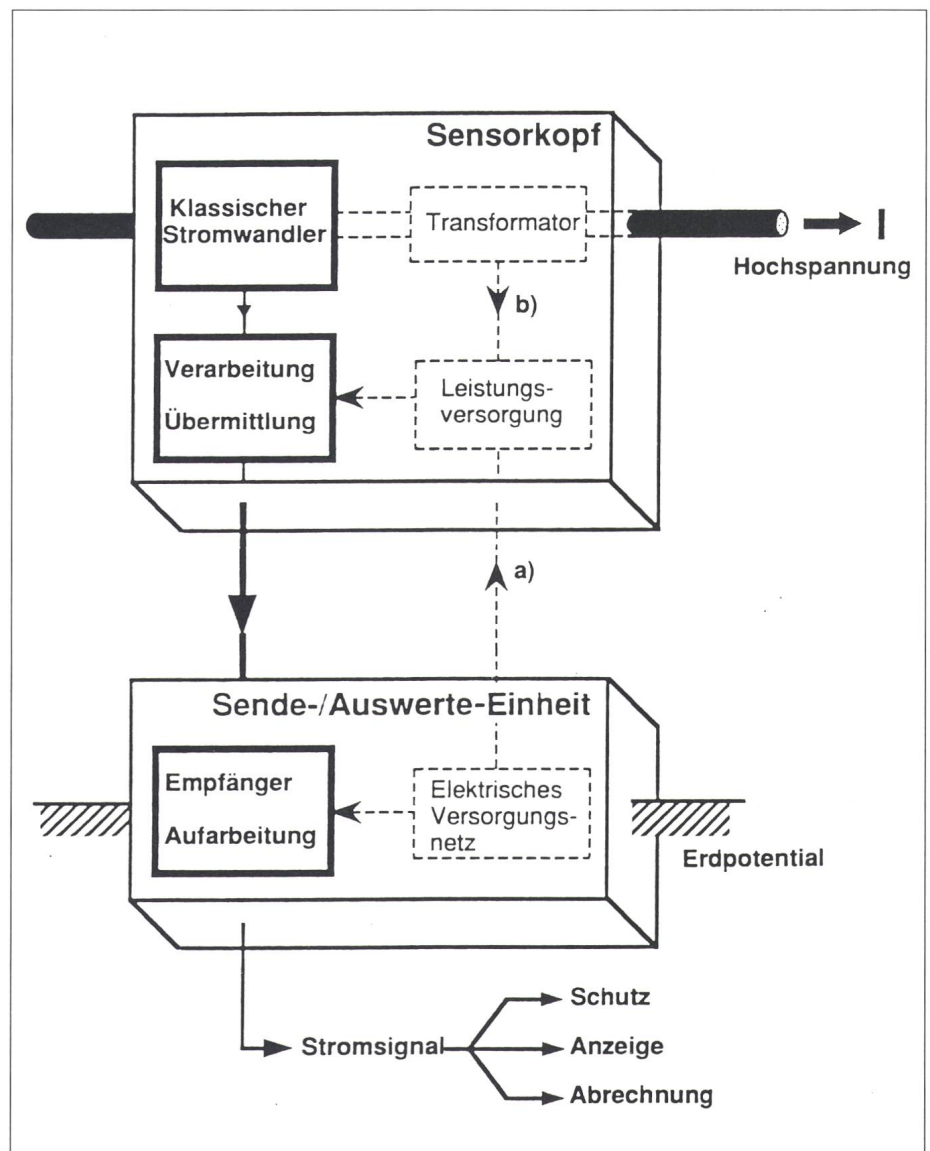 Sensorkopf
Klassischer
Stromwandler
Transformator
I
Hochspannung
b)
Verarbeitung
Übermittlung
Leistungs-
versorgung
a)
Sende-/Auswerte-Einheit
Empfänger
Aufarbeitung
Elektrisches
Versorgungs-
netz
Erdpotential
Stromsignal
Schutz
Anzeige
Abrechnung